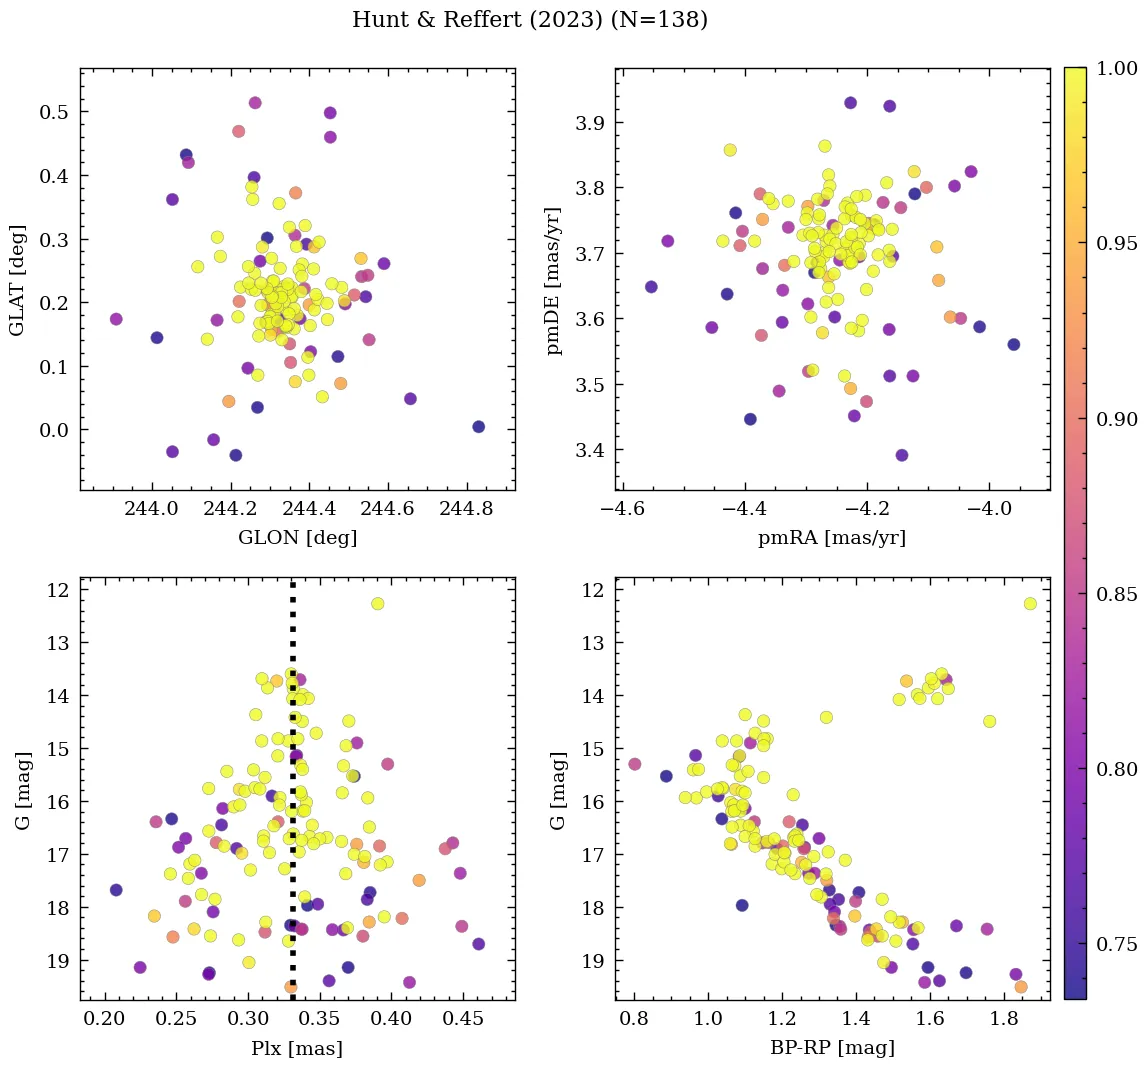 Hunt & Reffert (2023) (N=138)
0.5
0.4
0.3
0.2
0.1
0.0
GLAT [deg]
244.0 244.2 244.4 244.6 244.8
GLON [deg]
3.9
3.8
3.7
3.6
3.5
3.4
pmDE [mas/yr]
−4.6 −4.4 −4.2 −4.0
pmRA [mas/yr]
12
13
14
15
16
17
18
19
G [mag]
0.20 0.25 0.30 0.35 0.40 0.45
Plx [mas]
12
13
14
15
16
17
18
19
G [mag]
0.8 1.0 1.2 1.4 1.6 1.8
BP-RP [mag]
1.00
0.95
0.90
0.85
0.80
0.75